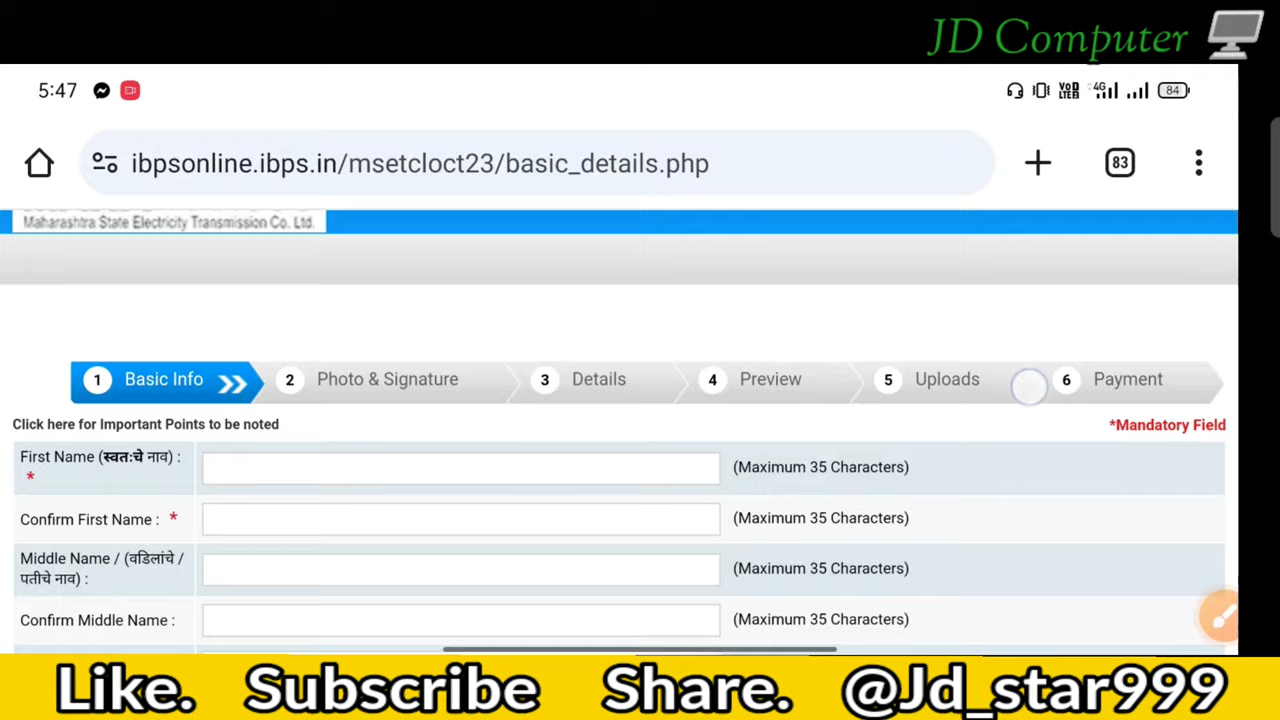 JD Computer
5:47
4G
VoD
LTE2
84
ibpsonline.ibps.in/msetcloct23/basic_details.php
83
Maharashtra State Electricity Transmission Co. Ltd.
1 Basic Info
2 Photo & Signature
3 Details
4 Preview
5 Uploads
6 Payment
Click here for Important Points to be noted
*Mandatory Field
First Name (स्वतःचे नाव) :
*
(Maximum 35 Characters)
Confirm First Name : *
(Maximum 35 Characters)
Middle Name / (वडिलांचे /
पतीचे नाव) :
(Maximum 35 Characters)
Confirm Middle Name :
(Maximum 35 Characters)
Like. Subscribe Share. @Jd_star999